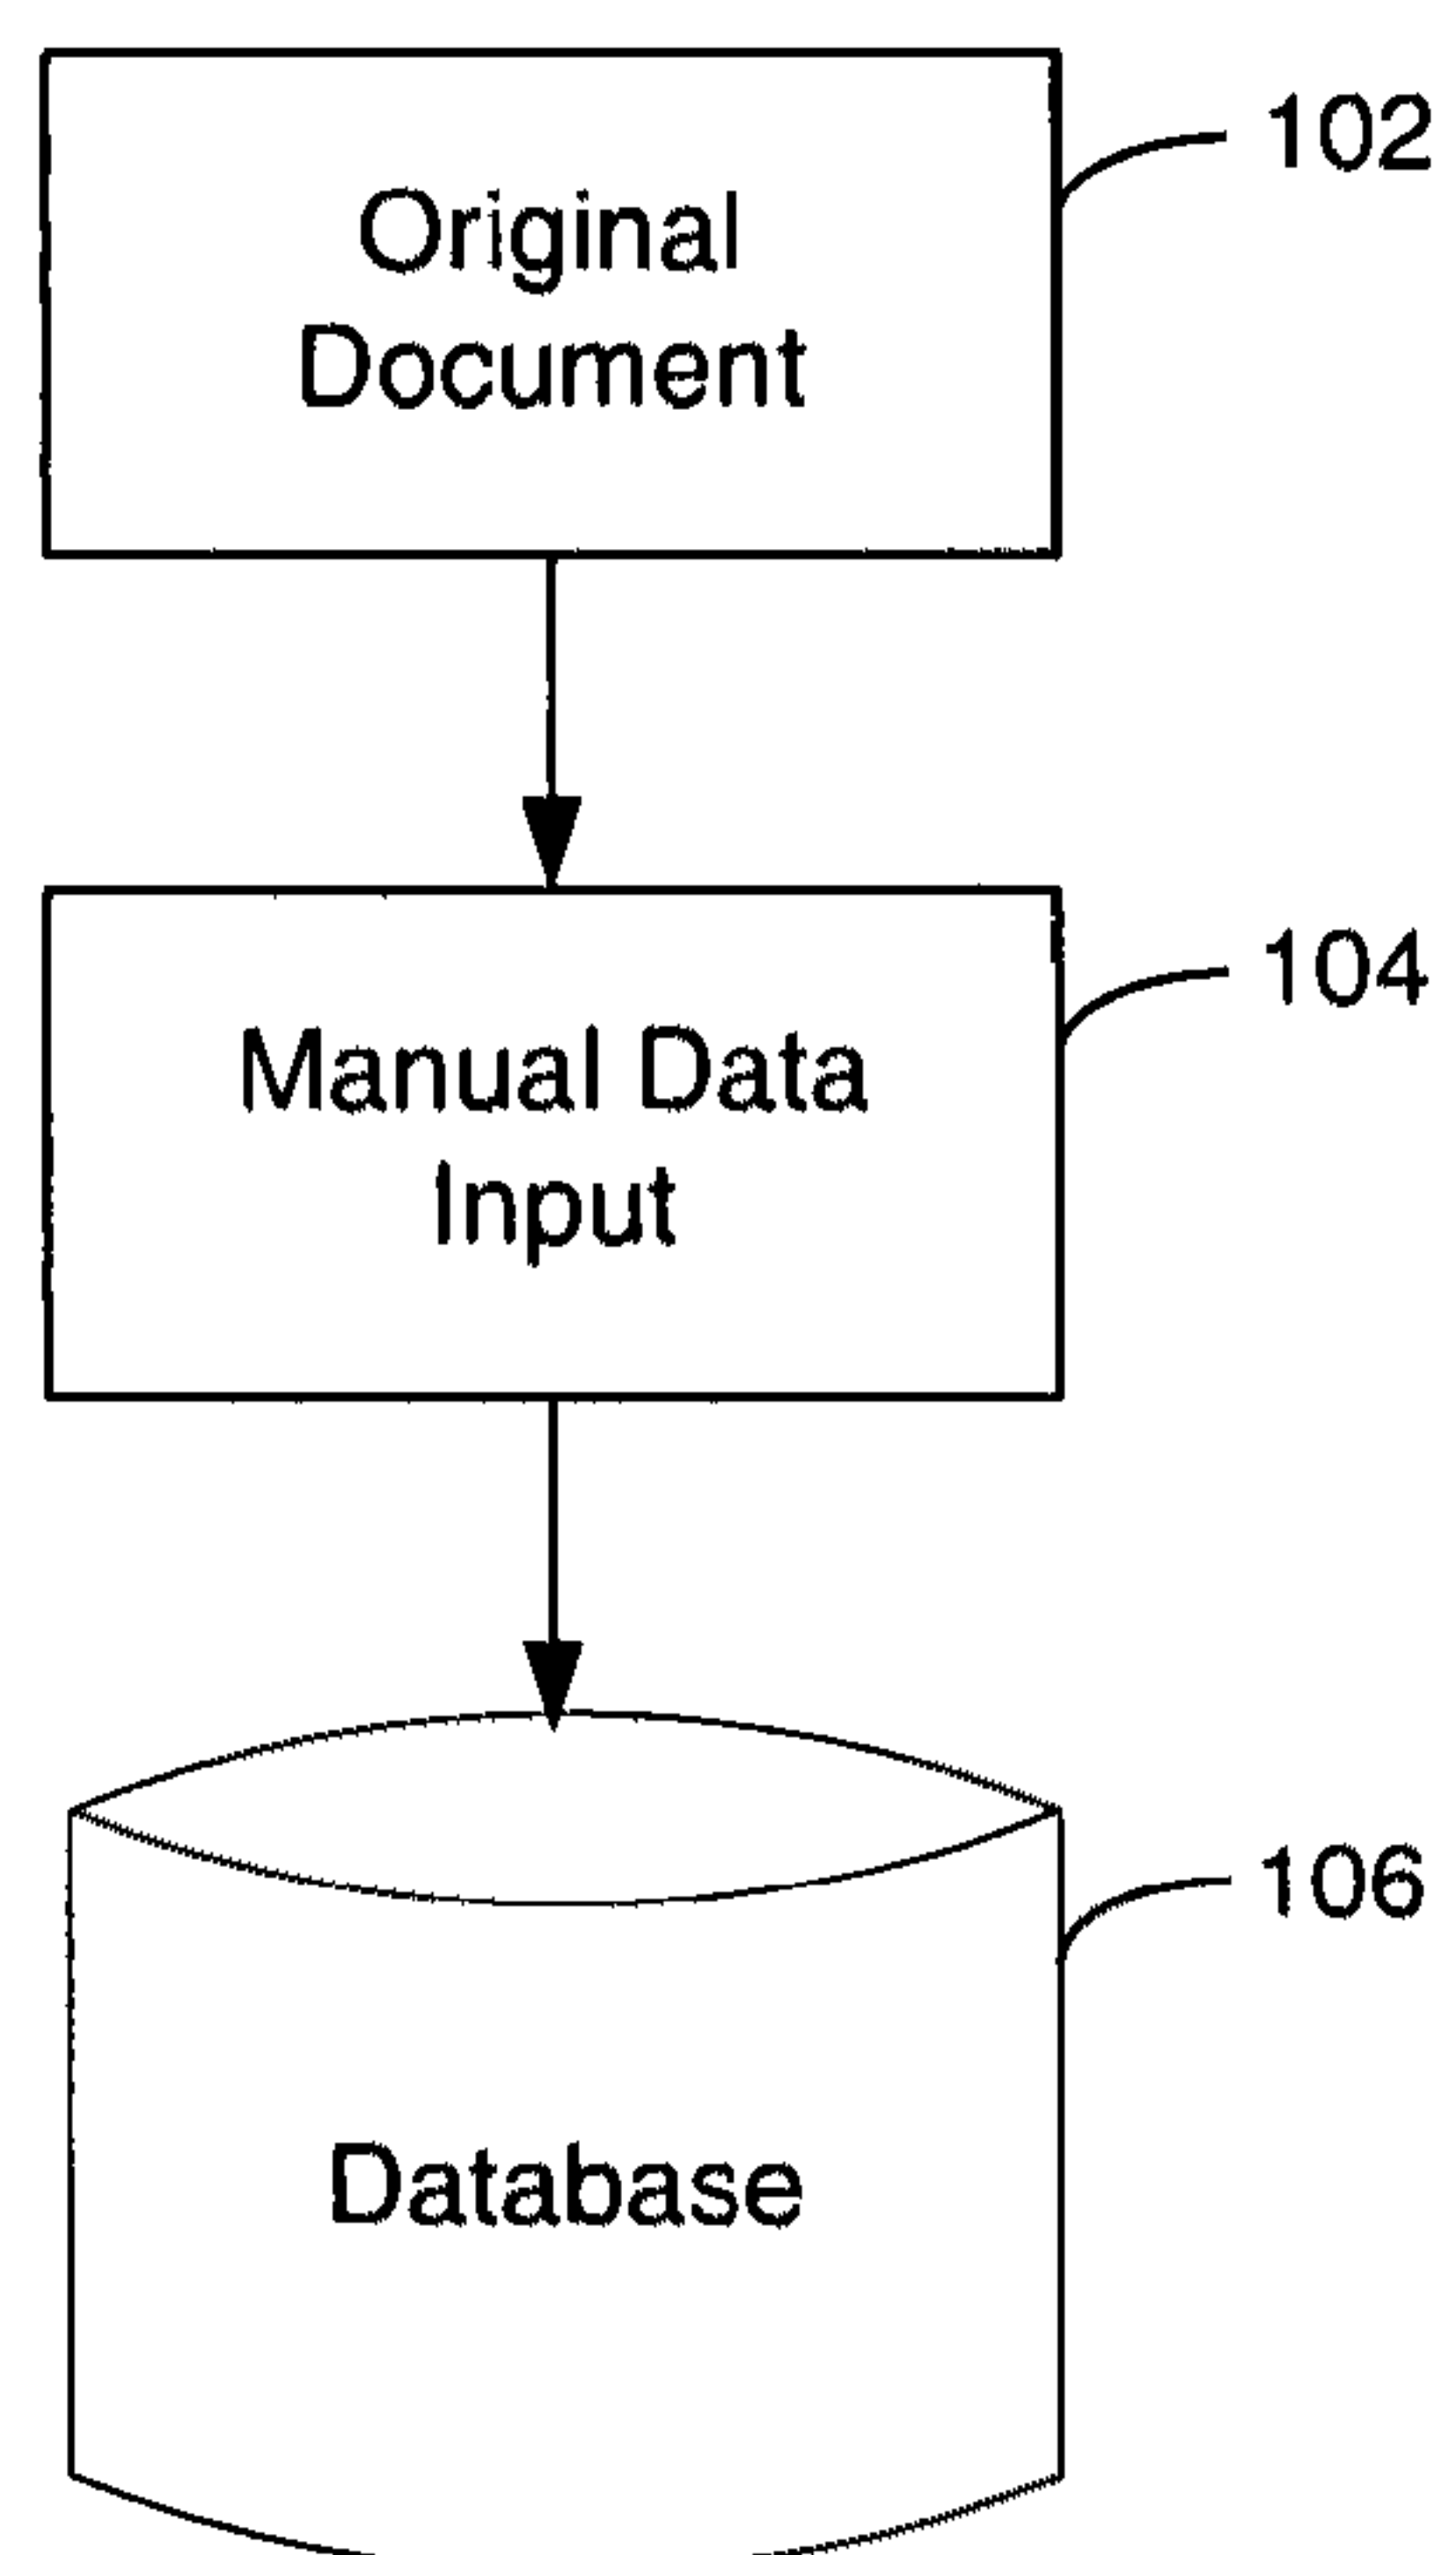 102
Original
Document
104
Manual Data
Input
106
Database